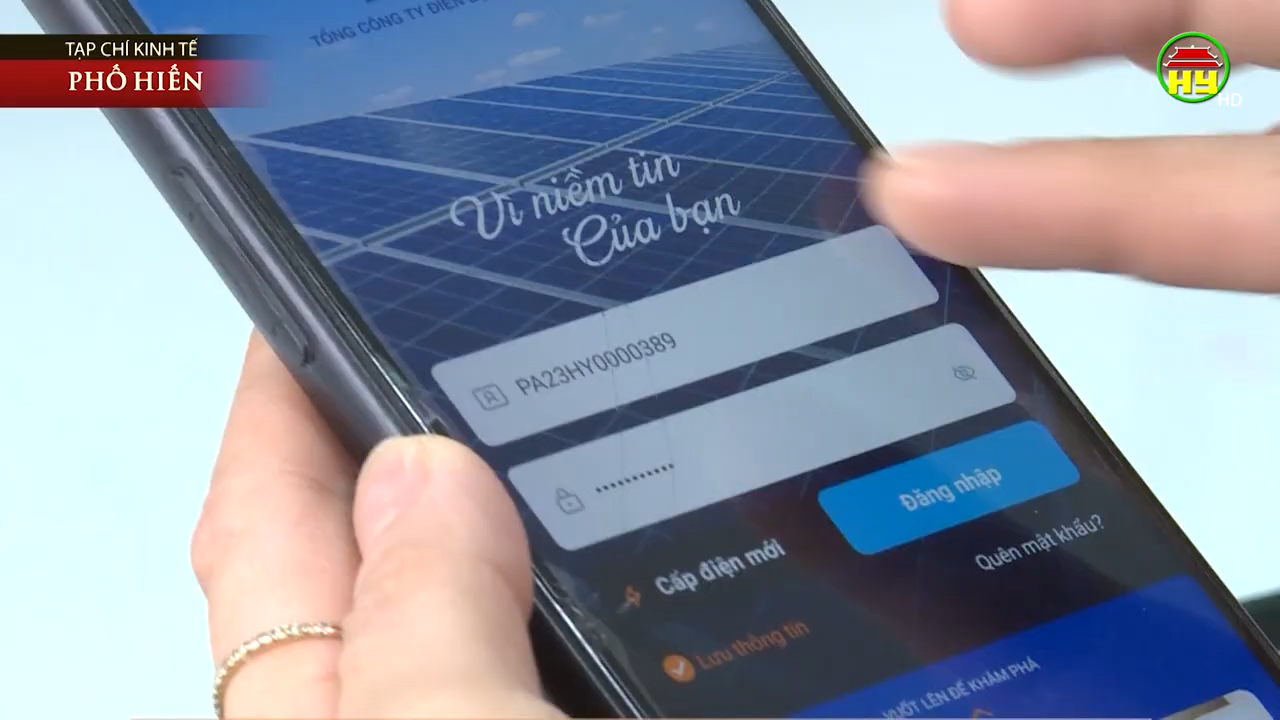 TẠP CHÍ KINH TẾ
PHỐ HIẾN
HY
HD
TỔNG CÔNG TY ĐIỆN
Vì niềm tin
Của bạn
PA23HY0000389
•••••••••••
Đăng nhập
Quên mật khẩu?
Cấp điện mới
Lưu thông tin
VUỐT LÊN ĐỂ KHÁM PHÁ